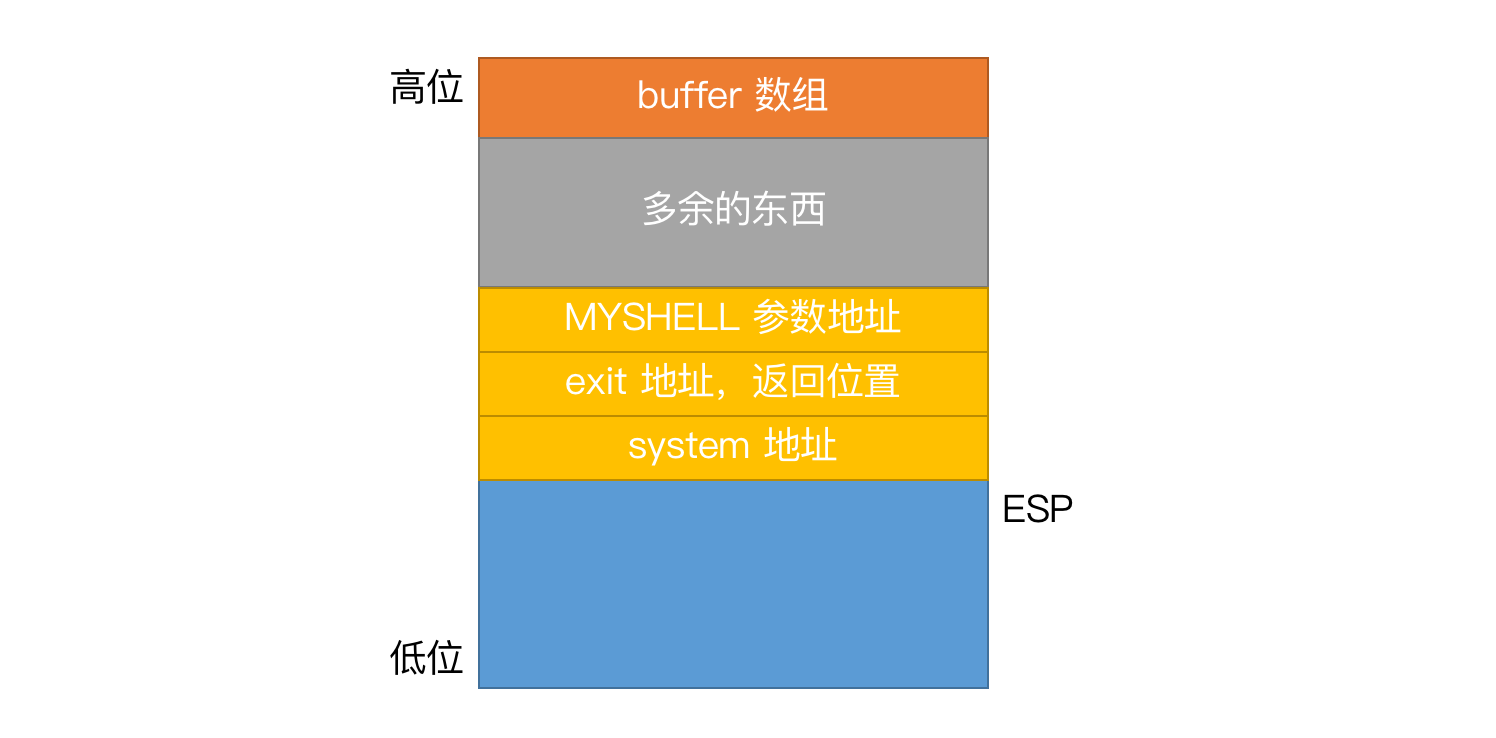 高位
buffer 数组
多余的东西
MYSHELL 参数地址
exit 地址，返回位置
system 地址
ESP
低位